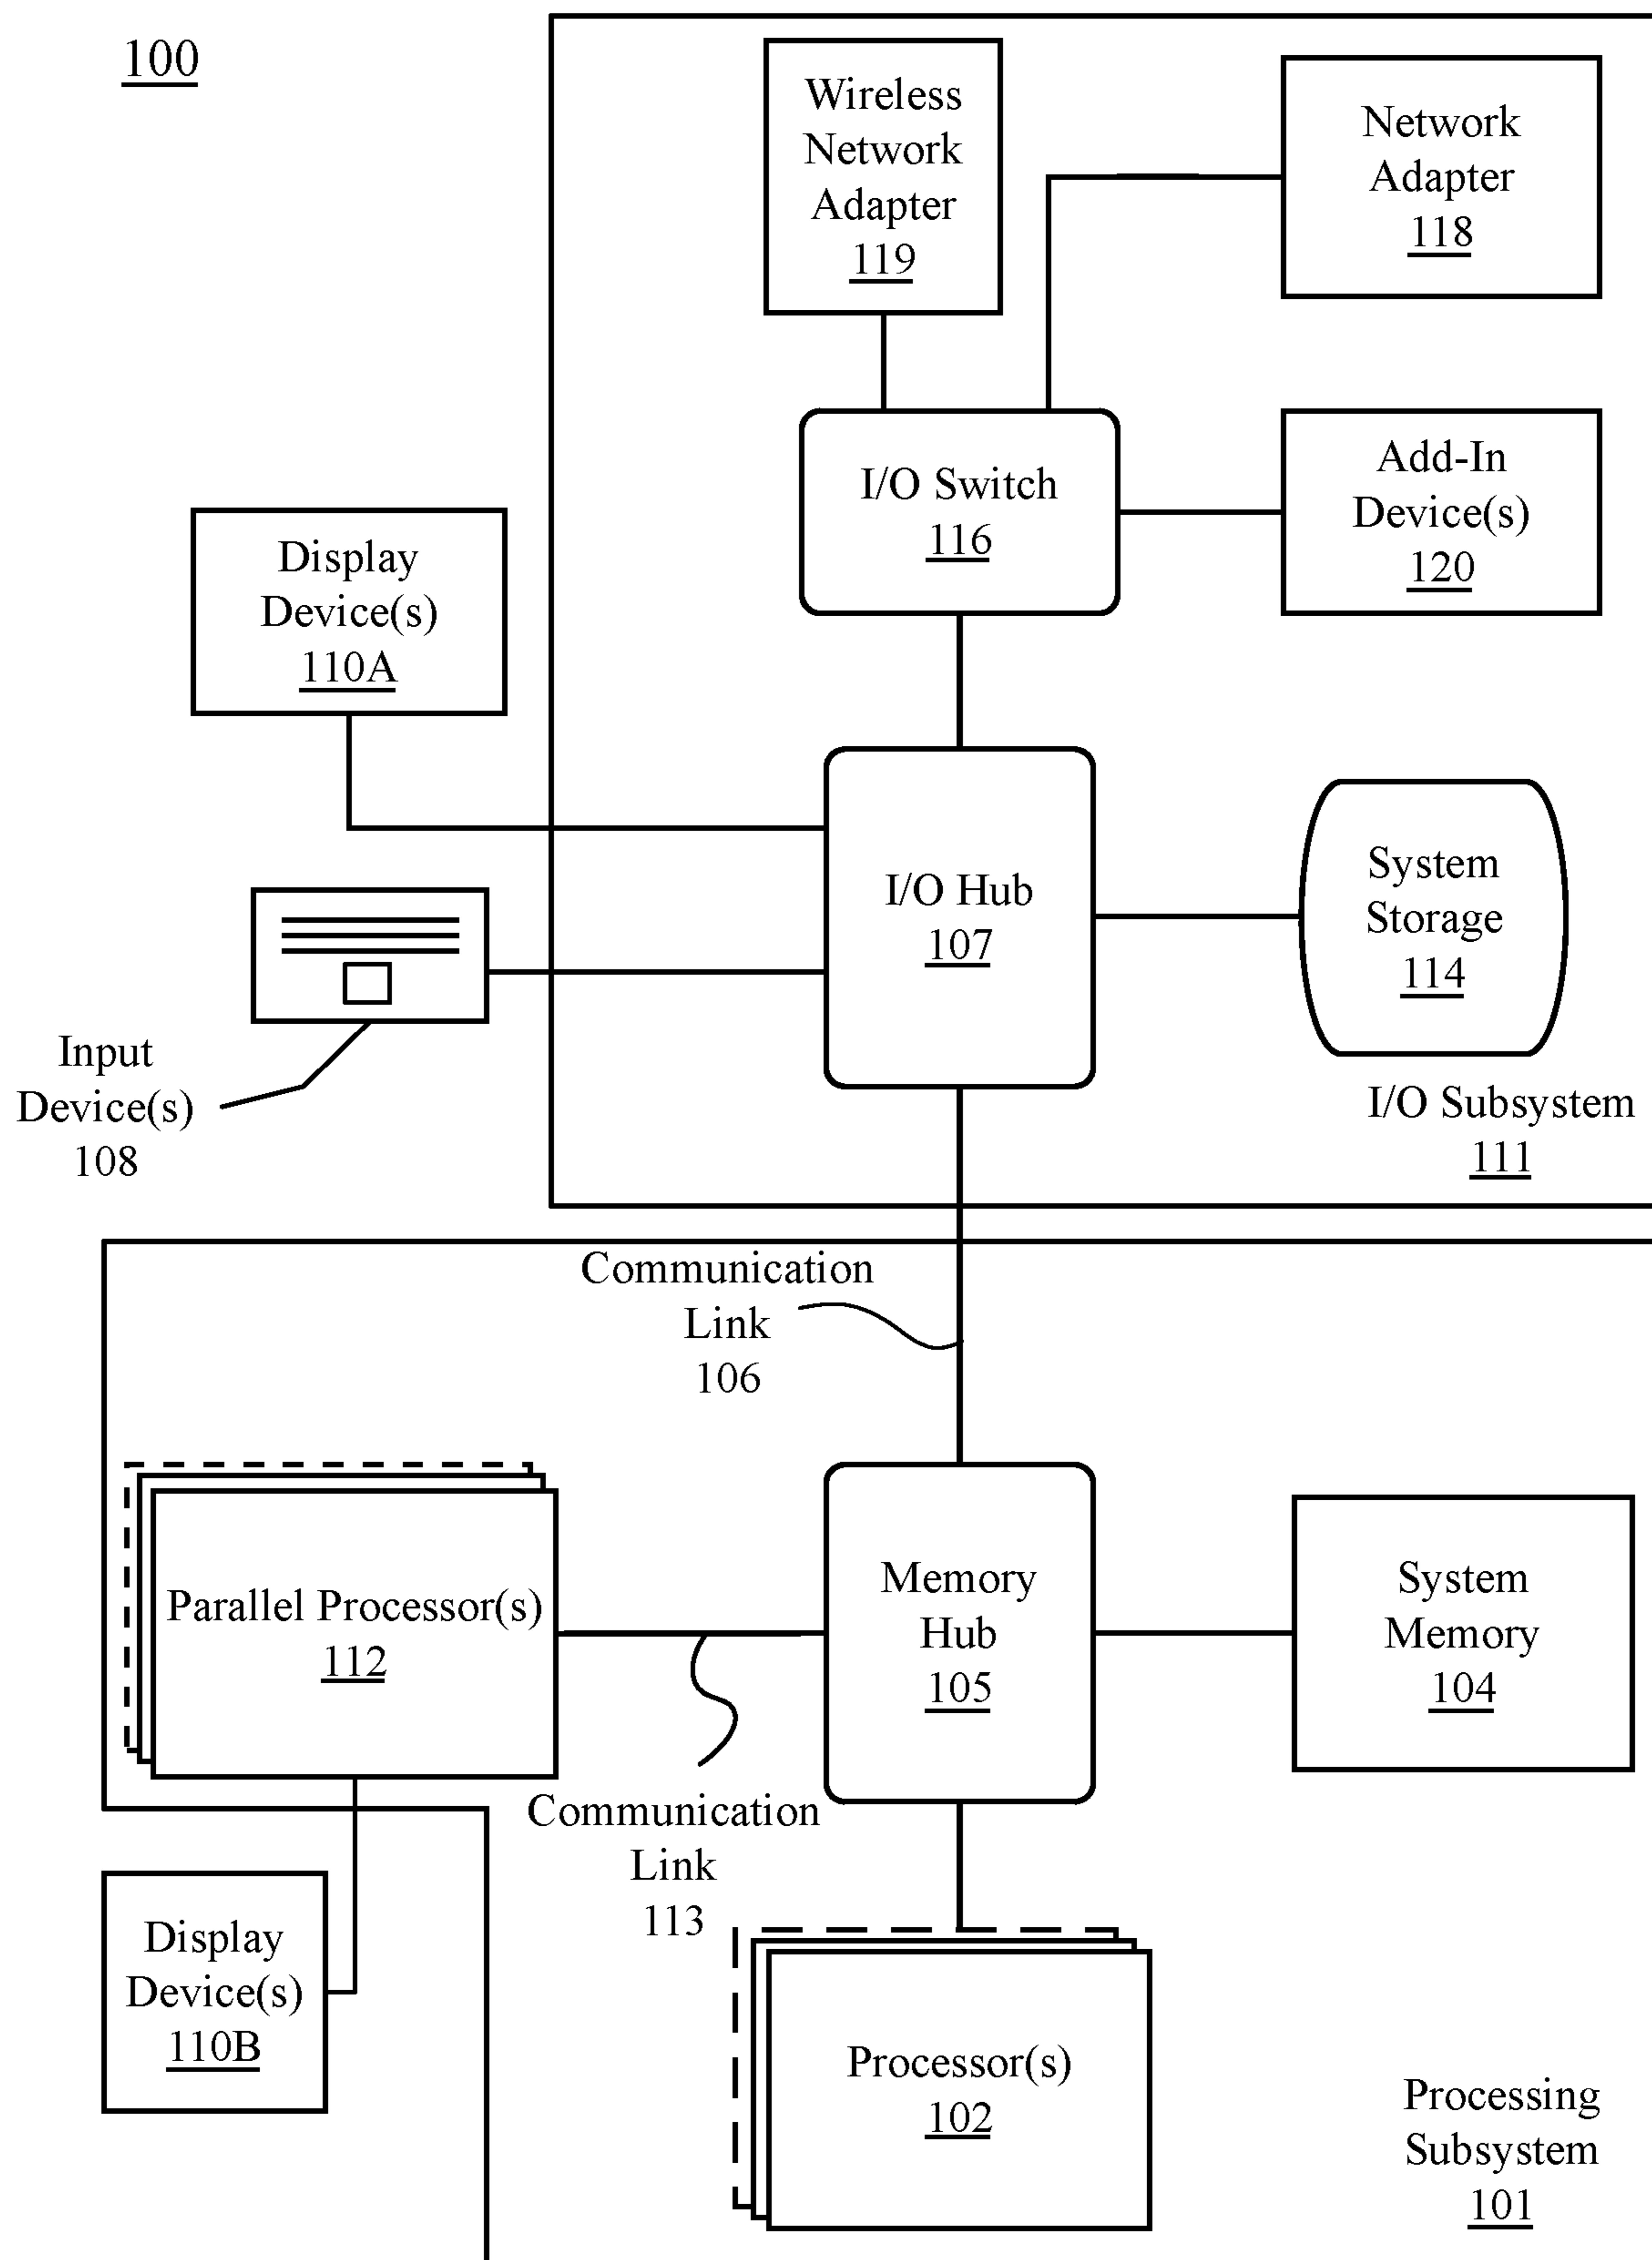 100
Wireless
Network
Adapter
119
Network
Adapter
118
I/O Switch
116
Add-In
Device(s)
120
Display
Device(s)
110A
I/O Hub
107
System
Storage
114
Input
Device(s)
108
I/O Subsystem
111
Communication
Link
106
Parallel Processor(s)
112
Memory
Hub
105
System
Memory
104
Communication
Link
113
Display
Device(s)
110B
Processor(s)
102
Processing
Subsystem
101